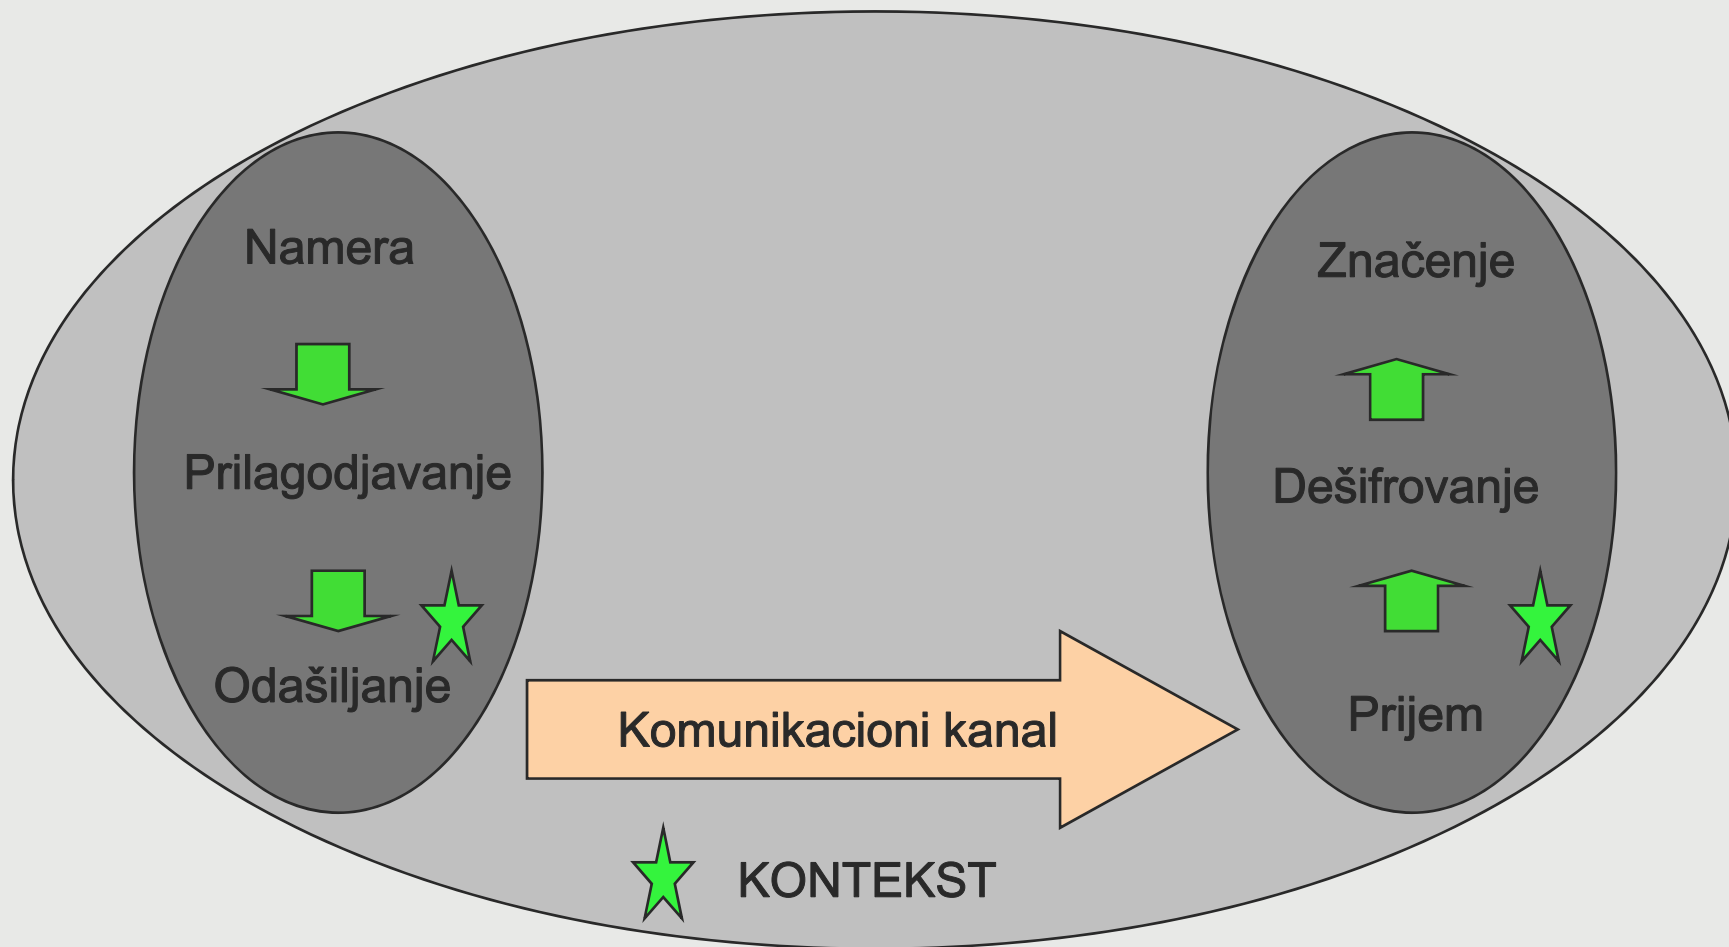 Namera
Prilagodjavanje
Odašiljanje
Komunikacioni kanal
Značenje
Dešifrovanje
Prijem
KONTEKST